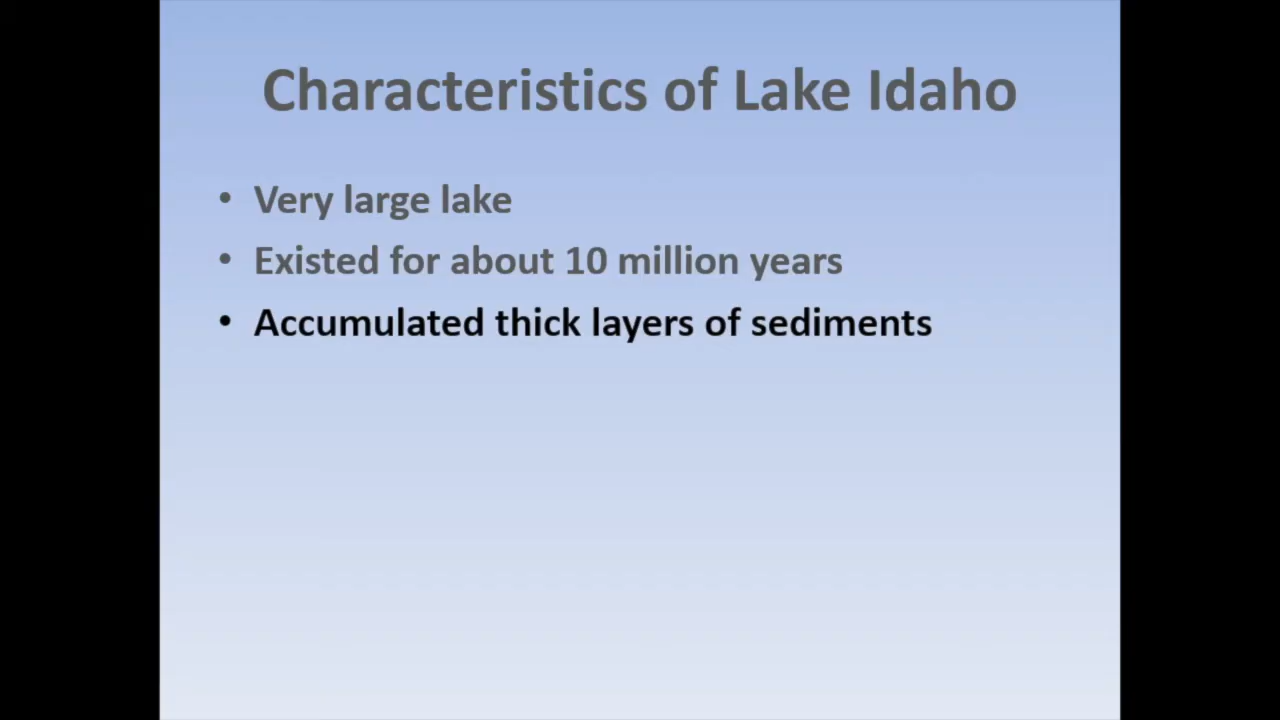 Characteristics of Lake Idaho
• Very large lake
• Existed for about 10 million years
• Accumulated thick layers of sediments